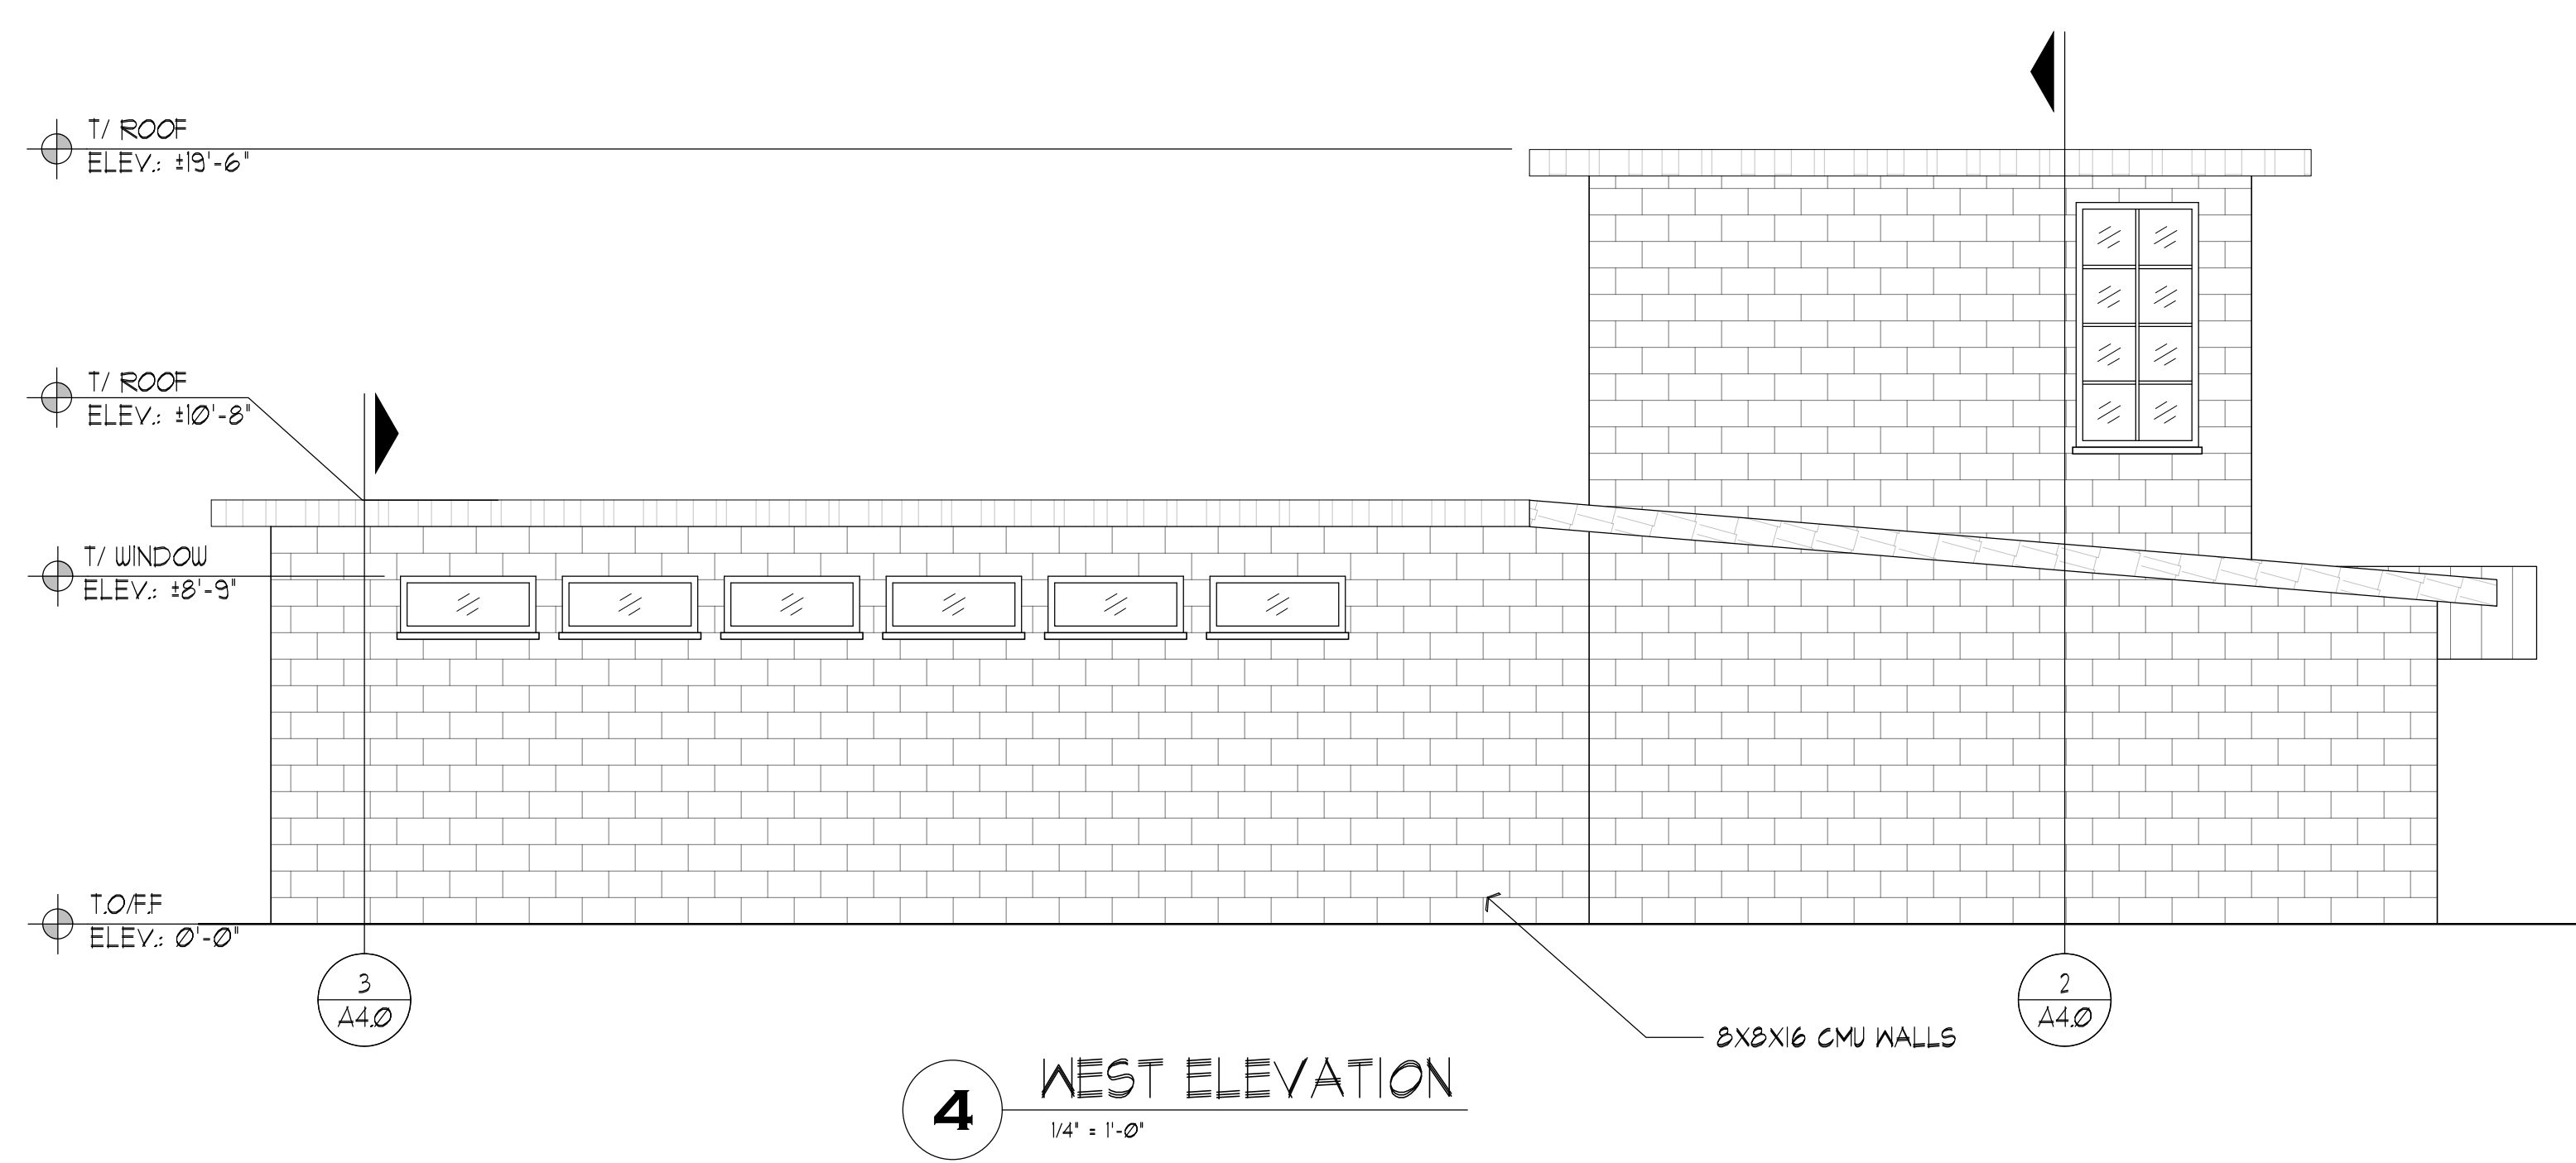 T/ ROOF
ELEV.: ±19'-6"
T/ ROOF
ELEV.: ±10'-8"
T/ WINDOW
ELEV.: ±8'-9"
T.O/F.F
ELEV.: 0'-0"
3
A4.0
2
A4.0
8X8X16 CMU WALLS
4
WEST ELEVATION
1/4" = 1'-0"